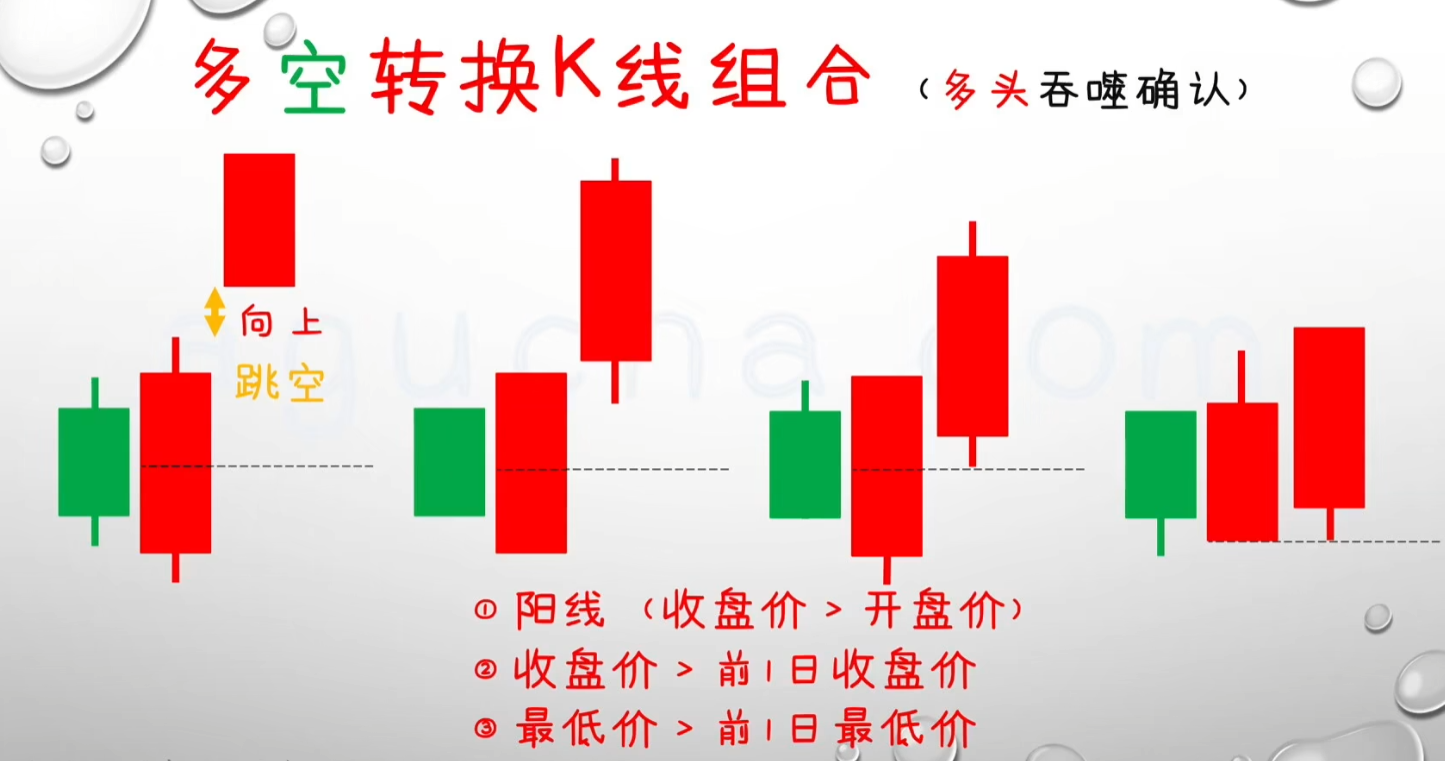 多空转换K线组合（多头吞噬确认）
向上
跳空
① 阳线（收盘价 > 开盘价）
② 收盘价 > 前1日收盘价
③ 最低价 > 前1日最低价
agucha.com